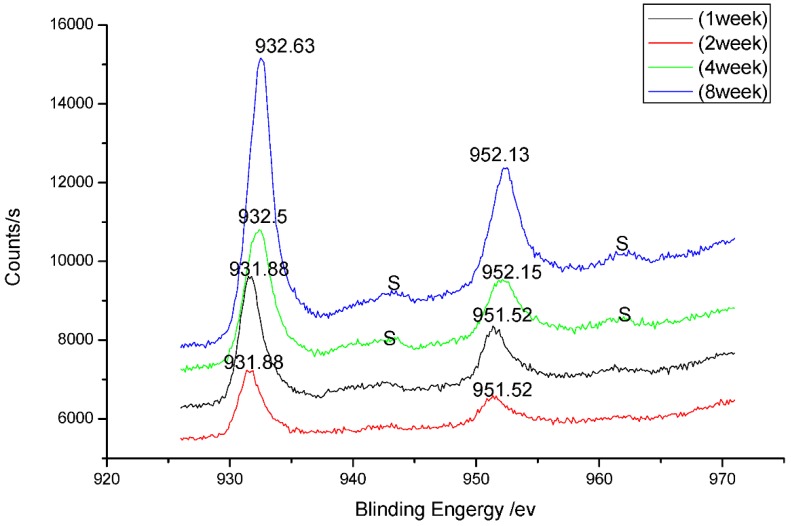 16000
14000
12000
10000
8000
6000
Counts/s
920
930
940
950
960
970
Blinding Engergy /ev
(1week)
(2week)
(4week)
(8week)
932.63
952.13
932.5
S
S
931.88
952.15
S
S
951.52
931.88
951.52